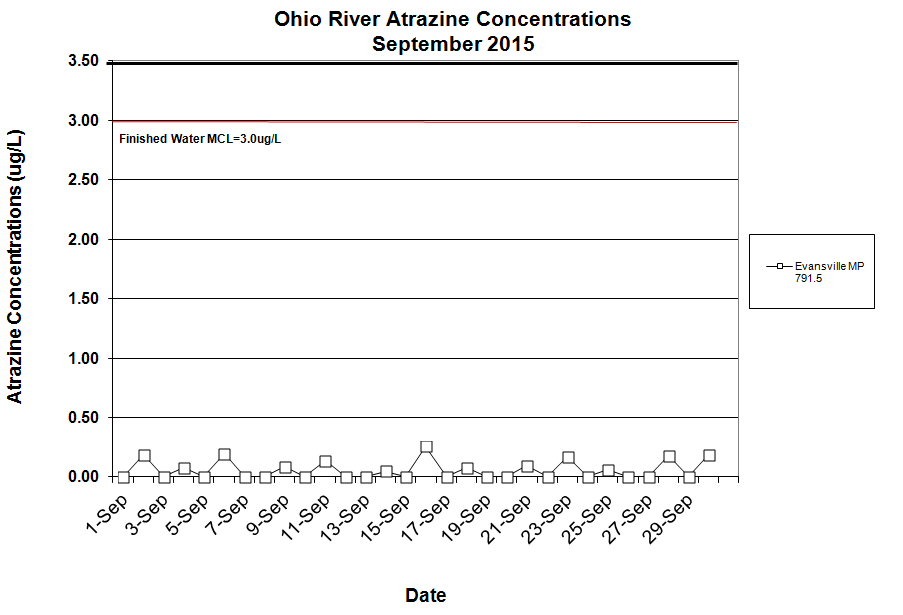 Ohio River Atrazine Concentrations
September 2015
Atrazine Concentrations (ug/L)
3.50
3.00
2.50
2.00
1.50
1.00
0.50
0.00
Finished Water MCL=3.0ug/L
Evansville MP
791.5
1-Sep
3-Sep
5-Sep
7-Sep
9-Sep
11-Sep
13-Sep
15-Sep
17-Sep
19-Sep
21-Sep
23-Sep
25-Sep
27-Sep
29-Sep
Date